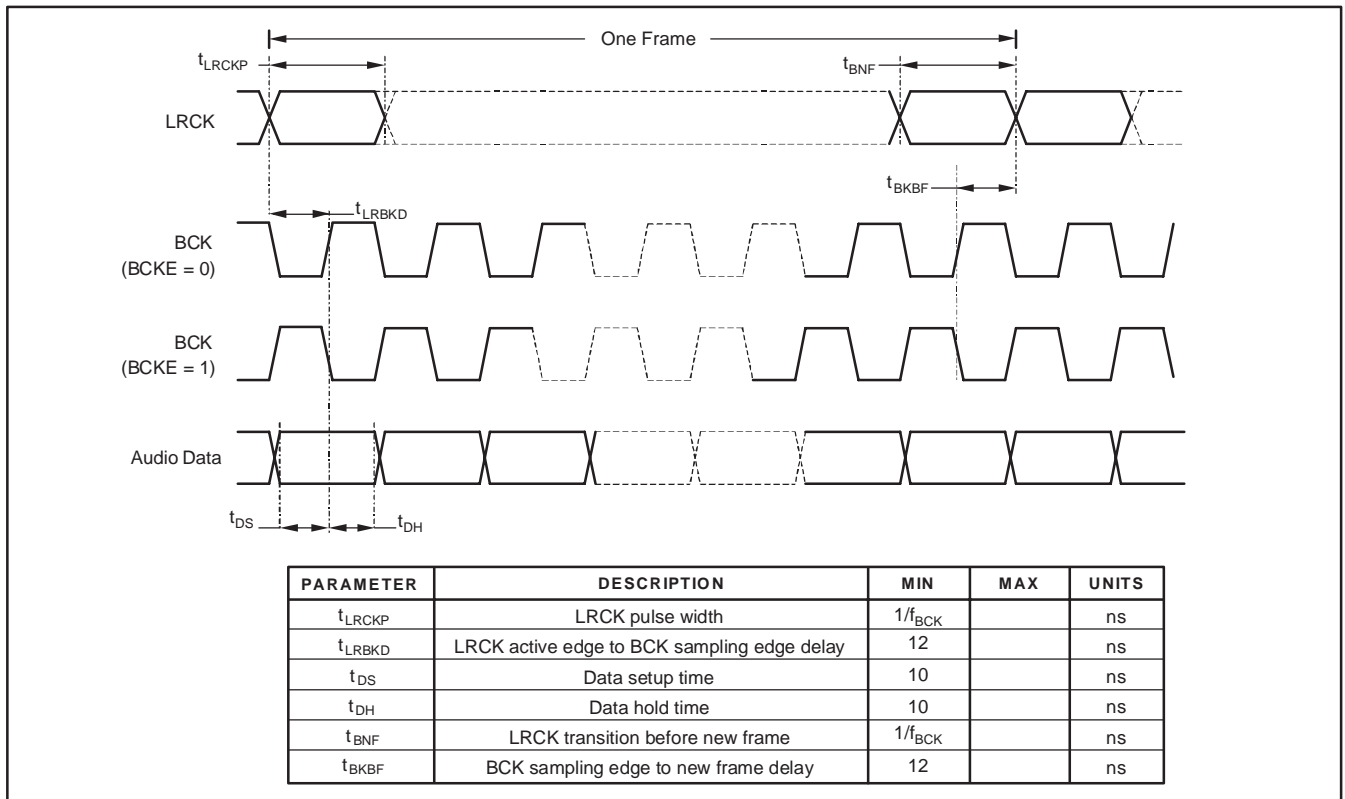 One Frame
tLRCKP
tBNF
LRCK
tBKBF
tLRBKD
BCK
(BCKE = 0)
BCK
(BCKE = 1)
Audio Data
tDS
tDH
PARAMETER DESCRIPTION MIN MAX UNITS
tLRCKP LRCK pulse width 1/fBCK ns
tLRBKD LRCK active edge to BCK sampling edge delay 12 ns
tDS Data setup time 10 ns
tDH Data hold time 10 ns
tBNF LRCK transition before new frame 1/fBCK ns
tBKBF BCK sampling edge to new frame delay 12 ns